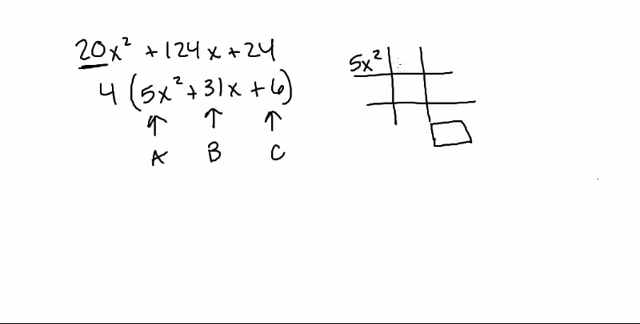 20x² + 124x + 24
4 (5x² + 31x + 6)
A B C
5x²